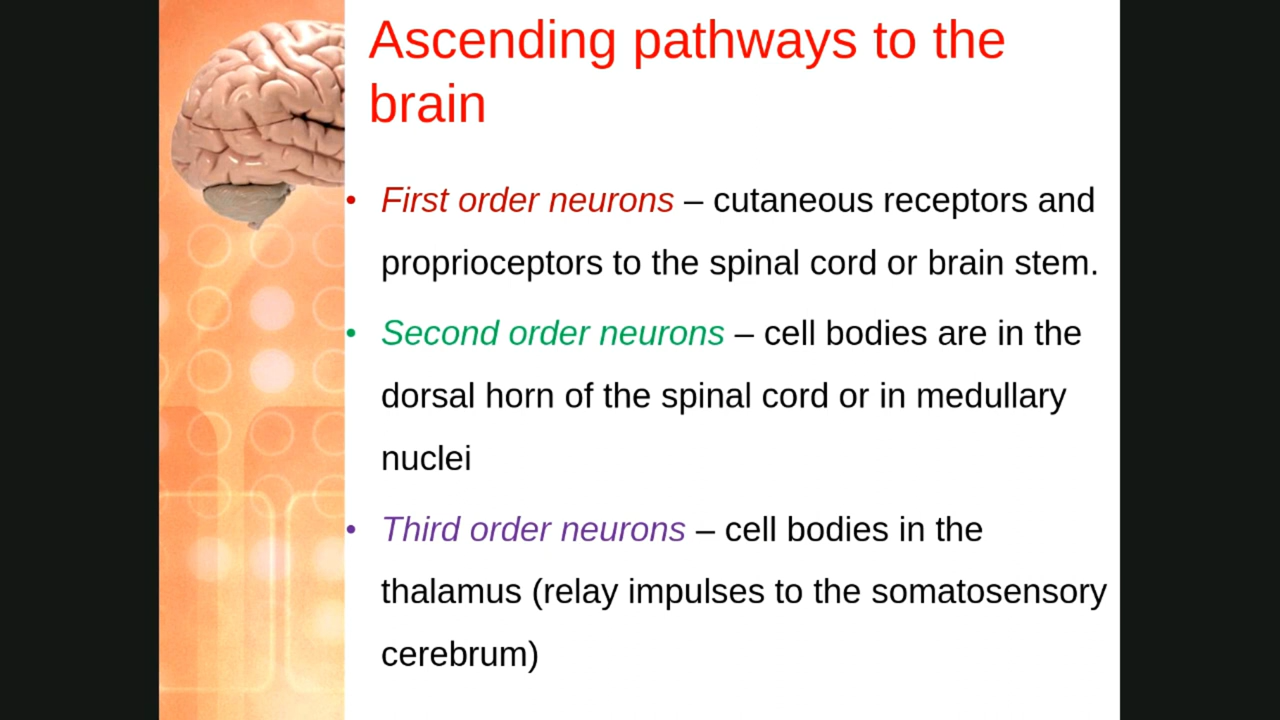 Ascending pathways to the
brain
• First order neurons – cutaneous receptors and
proprioceptors to the spinal cord or brain stem.
• Second order neurons – cell bodies are in the
dorsal horn of the spinal cord or in medullary
nuclei
• Third order neurons – cell bodies in the
thalamus (relay impulses to the somatosensory
cerebrum)